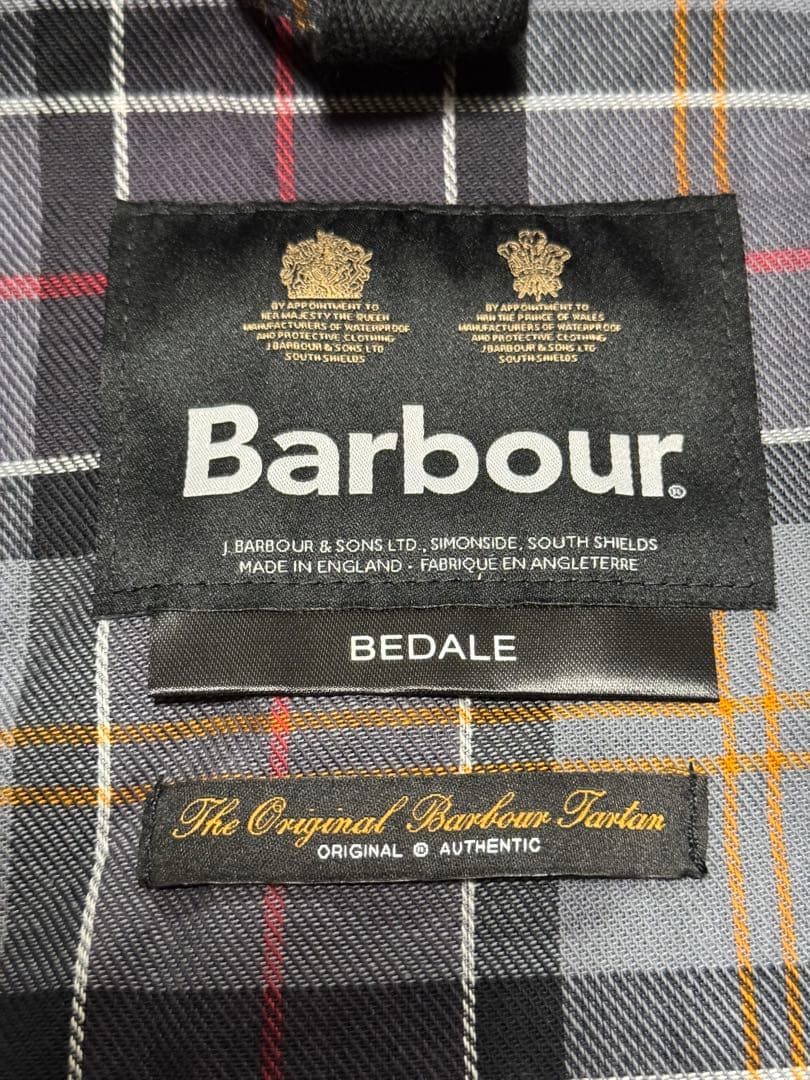 BY APPOINTMENT TO
HER MAJESTY THE QUEEN
MANUFACTURERS OF WATERPROOF
AND PROTECTIVE CLOTHING
J BARBOUR & SONS LTD
SOUTH SHIELDS
BY APPOINTMENT TO
HRH THE PRINCE OF WALES
MANUFACTURERS OF WATERPROOF
AND PROTECTIVE CLOTHING
J BARBOUR & SONS LTD
SOUTH SHIELDS
Barbour®
J. BARBOUR & SONS LTD., SIMONSIDE, SOUTH SHIELDS
MADE IN ENGLAND - FABRIQUE EN ANGLETERRE
BEDALE
The Original Barbour Tartan
ORIGINAL ® AUTHENTIC